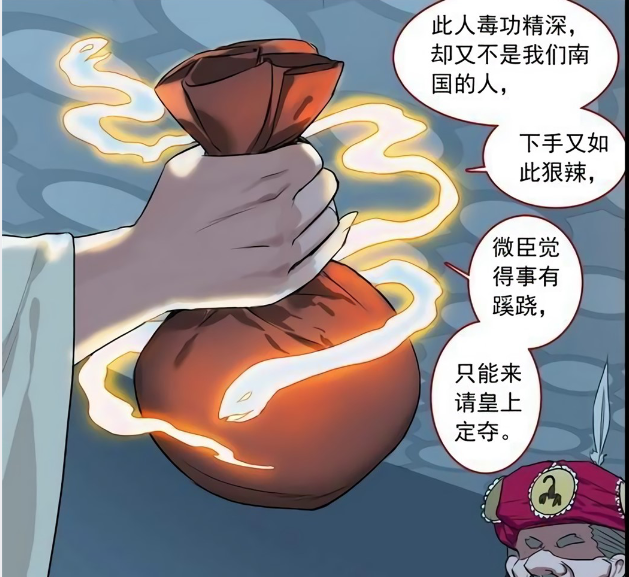 此人毒功精深，
却又不是我们南
国的人，
下手又如
此狠辣，
微臣觉
得事有
蹊跷，
只能来
请皇上
定夺。